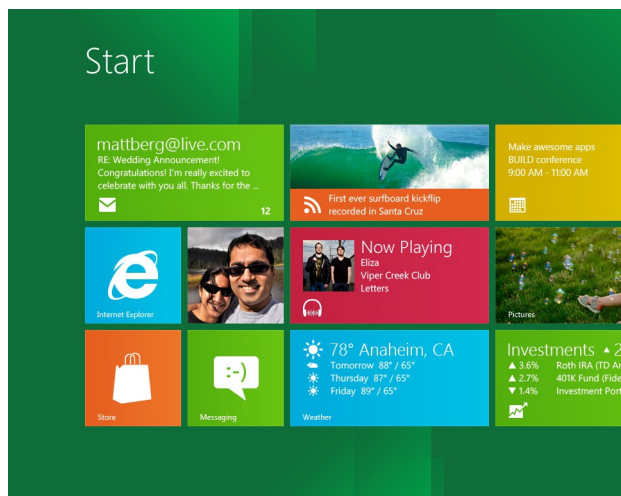 Start
mattberg@live.com
RE: Wedding Announcement!
Congratulations! I'm really excited to
celebrate with you all. Thanks for the ...
12
First ever surfboard kickflip
recorded in Santa Cruz
Make awesome apps
BUILD conference
9:00 AM - 11:00 AM
Internet Explorer
Now Playing
Eliza
Viper Creek Club
Letters
Pictures
Store
:-)
Messaging
78° Anaheim, CA
Tomorrow 88° / 65°
Thursday 87° / 65°
Friday 89° / 65°
Weather
Investments ▲ 2
▲ 3.6% Roth IRA (TD Am
▲ 2.7% 401K Fund (Fide
▼ 1.4% Investment Port